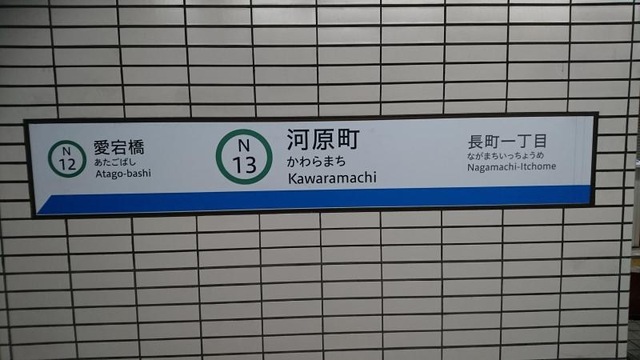 N
12
愛宕橋
あたごばし
Atago-bashi
N
13
河原町
かわらまち
Kawaramachi
長町一丁目
ながまちいっちょうめ
Nagamachi-Itchome